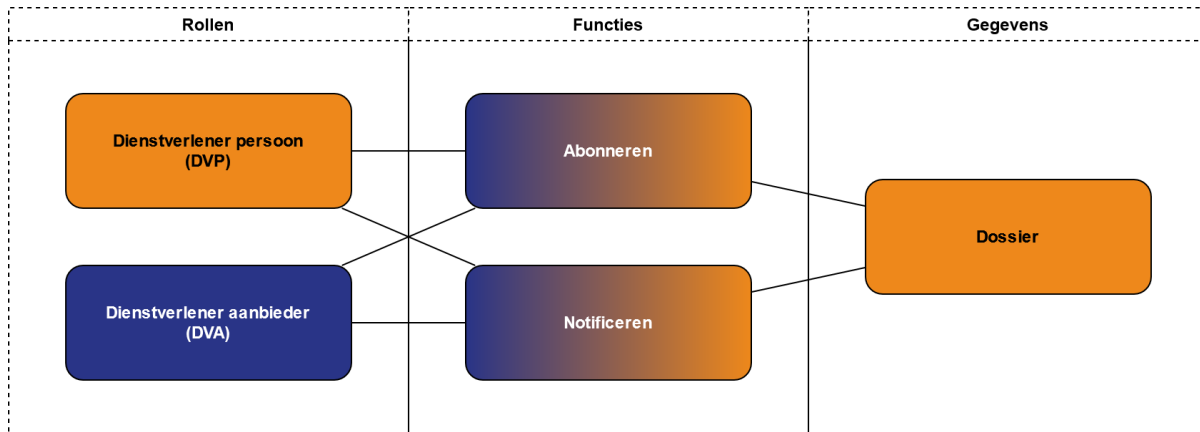 Rollen
Functies
Gegevens
Dienstverlener persoon
(DVP)
Abonneren
Dossier
Dienstverlener aanbieder
(DVA)
Notificeren